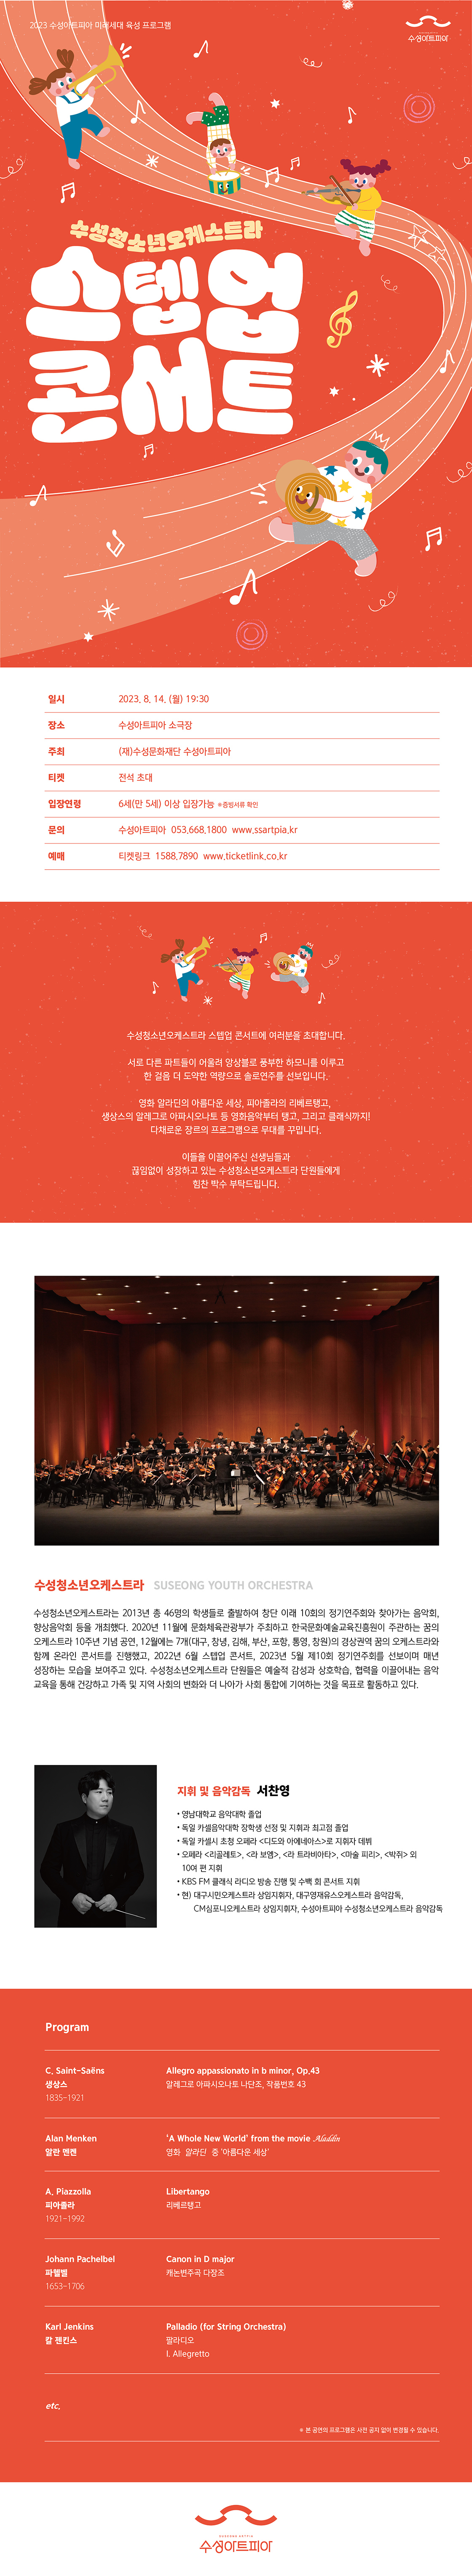 2023 수성아트피아 미래세대 육성 프로그램
수성아트피아
수성청소년오케스트라
스텝업
콘서트
일시 2023. 8. 14. (월) 19:30
장소 수성아트피아 소극장
주최 (재)수성문화재단 수성아트피아
티켓 전석 초대
입장연령 6세(만 5세) 이상 입장가능 ※증빙서류 확인
문의 수성아트피아 053.668.1800 www.ssartpia.kr
예매 티켓링크 1588.7890 www.ticketlink.co.kr
수성청소년오케스트라 스텝업 콘서트에 여러분을 초대합니다.
서로 다른 파트들이 어울려 앙상블로 풍부한 하모니를 이루고
한 걸음 더 도약한 역량으로 솔로연주를 선보입니다.
영화 알라딘의 아름다운 세상, 피아졸라의 리베르탱고,
생상스의 알레그로 아파시오나토 등 영화음악부터 탱고, 그리고 클래식까지!
다채로운 장르의 프로그램으로 무대를 꾸밉니다.
이들을 이끌어주신 선생님들과
끊임없이 성장하고 있는 수성청소년오케스트라 단원들에게
힘찬 박수 부탁드립니다.
수성청소년오케스트라 SUSEONG YOUTH ORCHESTRA
수성청소년오케스트라는 2013년 총 46명의 학생들로 출발하여 창단 이래 10회의 정기연주회와 찾아가는 음악회,
향상음악회 등을 개최했다. 2020년 11월에 문화체육관광부가 주최하고 한국문화예술교육진흥원이 주관하는 꿈의
오케스트라 10주년 기념 공연, 12월에는 7개(대구, 창녕, 김해, 부산, 포항, 통영, 창원)의 경상권역 꿈의 오케스트라와
함께 온라인 콘서트를 진행했고, 2022년 6월 스텝업 콘서트, 2023년 5월 제10회 정기연주회를 선보이며 매년
성장하는 모습을 보여주고 있다. 수성청소년오케스트라 단원들은 예술적 감성과 상호학습, 협력을 이끌어내는 음악
교육을 통해 건강하고 가족 및 지역 사회의 변화와 더 나아가 사회 통합에 기여하는 것을 목표로 활동하고 있다.
지휘 및 음악감독 서찬영
• 영남대학교 음악대학 졸업
• 독일 카셀음악대학 장학생 선정 및 지휘과 최고점 졸업
• 독일 카셀시 초청 오페라 <디도와 아에네아스>로 지휘자 데뷔
• 오페라 <리골레토>, <라 보엠>, <라 트라비아타>, <마술 피리>, <박쥐> 외
10여 편 지휘
• KBS FM 클래식 라디오 방송 진행 및 수백 회 콘서트 지휘
• 현) 대구시민오케스트라 상임지휘자, 대구영재유스오케스트라 음악감독,
CM심포니오케스트라 상임지휘자, 수성아트피아 수성청소년오케스트라 음악감독
Program
C. Saint-Saëns Allegro appassionato in b minor, Op.43
생상스 알레그로 아파시오나토 나단조, 작품번호 43
1835-1921
Alan Menken 'A Whole New World' from the movie Aladdin
알란 멘켄 영화 알라딘 중 '아름다운 세상'
A. Piazzolla Libertango
피아졸라 리베르탱고
1921-1992
Johann Pachelbel Canon in D major
파헬벨 캐논변주곡 다장조
1653-1706
Karl Jenkins Palladio (for String Orchestra)
칼 젠킨스 팔라디오
I. Allegretto
etc.
※ 본 공연의 프로그램은 사전 공지 없이 변경될 수 있습니다.
수성아트피아